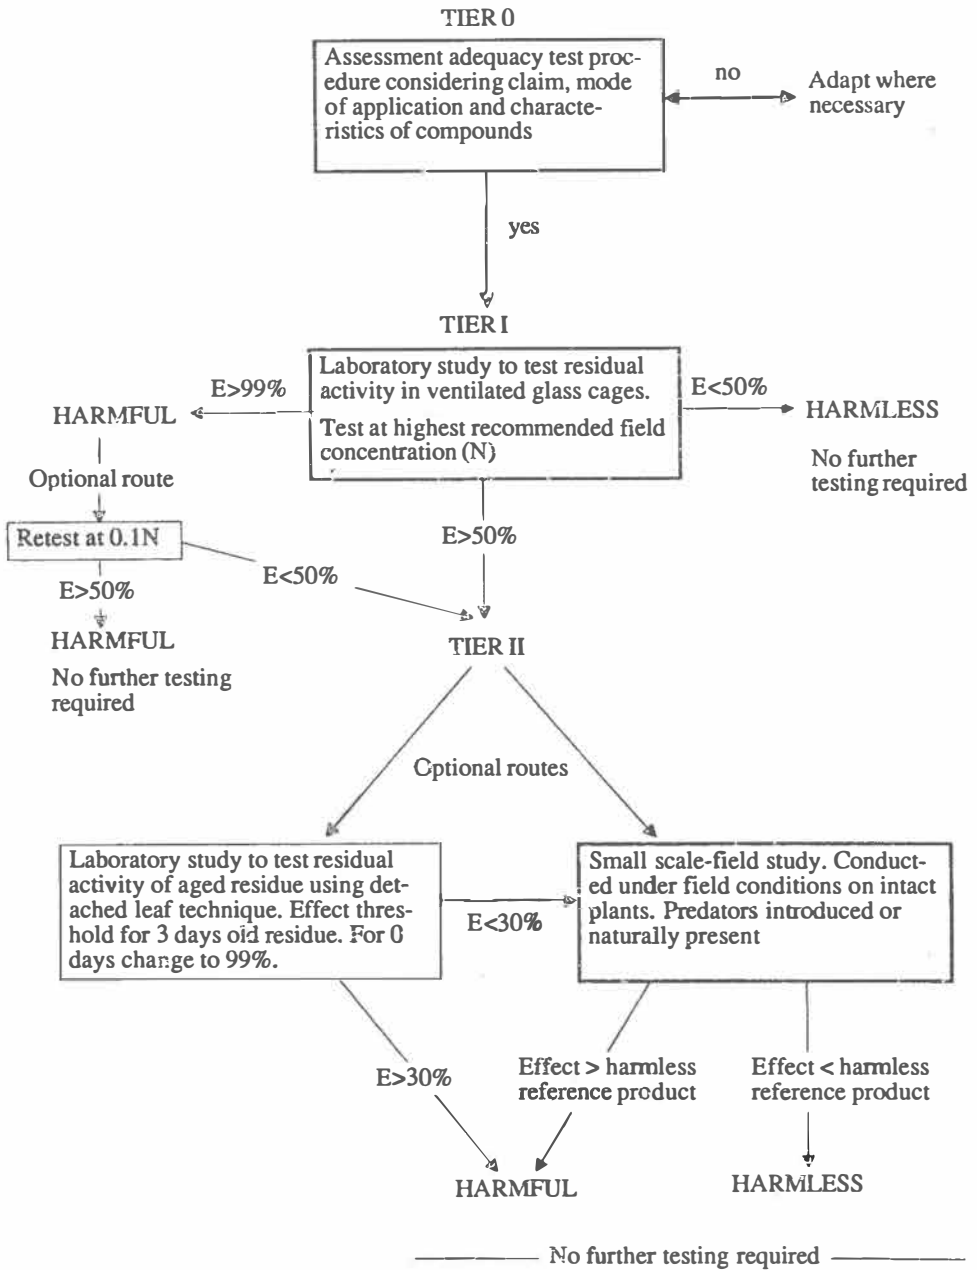 TIER 0
Assessment adequacy test proc-
edure considering claim, mode
of application and characte-
ristics of compounds
no
Adapt where
necessary
yes
TIER I
Laboratory study to test residual
activity in ventilated glass cages.
Test at highest recommended field
concentration (N)
E>99%
HARMFUL
E<50%
HARMLESS
No further
testing required
Optional route
Retest at 0.1N
E>50%
E<50%
E>50%
HARMFUL
No further testing
required
TIER II
Optional routes
Laboratory study to test residual
activity of aged residue using det-
ached leaf technique. Effect thres-
hold for 3 days old residue. For 0
days change to 99%.
E<30%
Small scale-field study. Conduct-
ed under field conditions on intact
plants. Predators introduced or
naturally present
E>30%
Effect > harmless
reference product
Effect < harmless
reference product
HARMFUL
HARMLESS
No further testing required